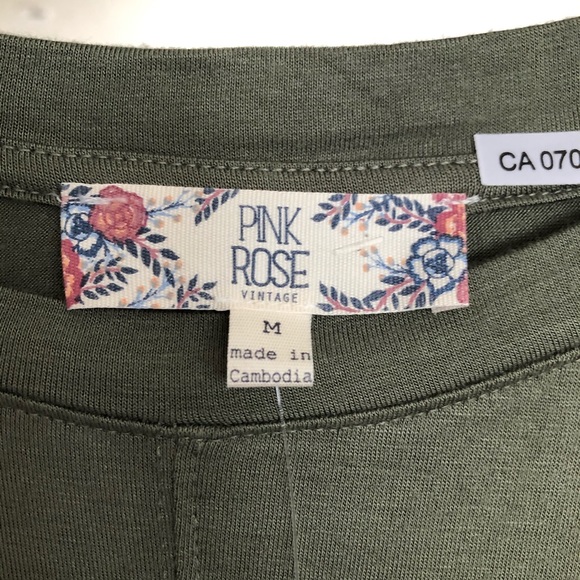 CA 070
PINK
ROSE
VINTAGE
M
made in
Cambodia